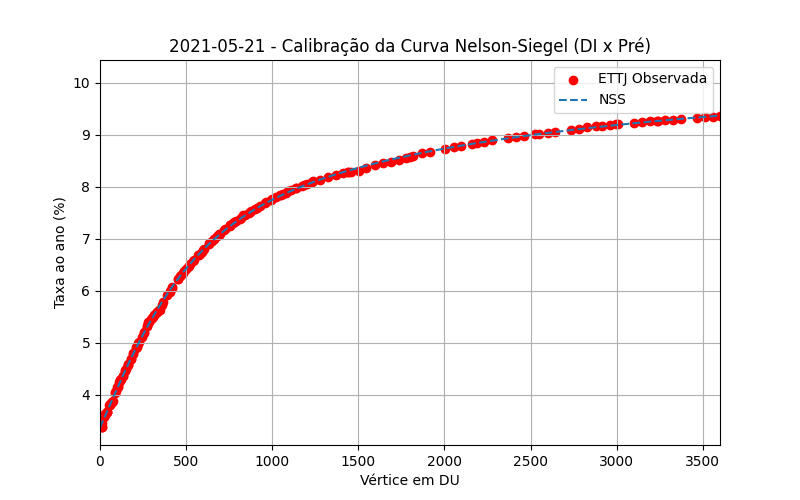 2021-05-21 - Calibração da Curva Nelson-Siegel (DI x Pré)
ETTJ Observada
NSS
Taxa ao ano (%)
10
9
8
7
6
5
4
0 500 1000 1500 2000 2500 3000 3500
Vértice em DU